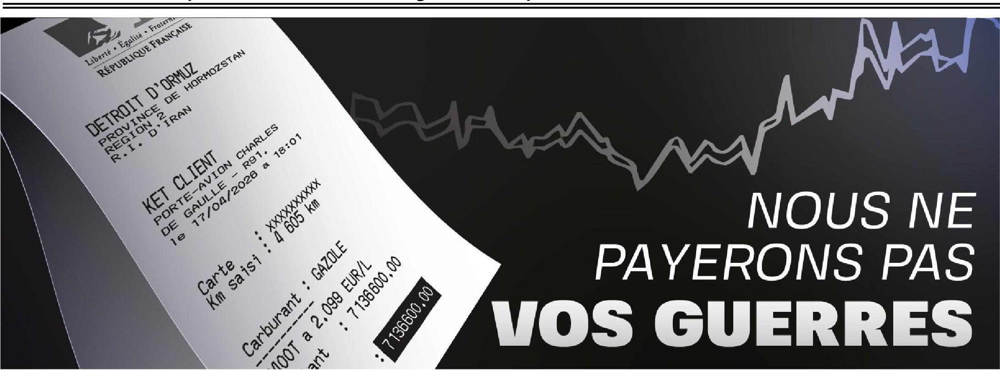 Liberté • Égalité • Fraternité
RÉPUBLIQUE FRANÇAISE
DETROIT D'ORMUZ
PROVINCE DE HORMOZSTAN
REGION 2
R.I. D'IRAN
KET CLIENT
PORTE-AVION CHARLES
DE GAULLE - R91,
le 17/04/2026 a 18:01
Carte : XXXXXXXXXX
Km saisi : 4 605 km
Carburant : GAZOLE
a 2.099 EUR/L
: 7136600.00
: 7136600.00
NOUS NE
PAYERONS PAS
VOS GUERRES